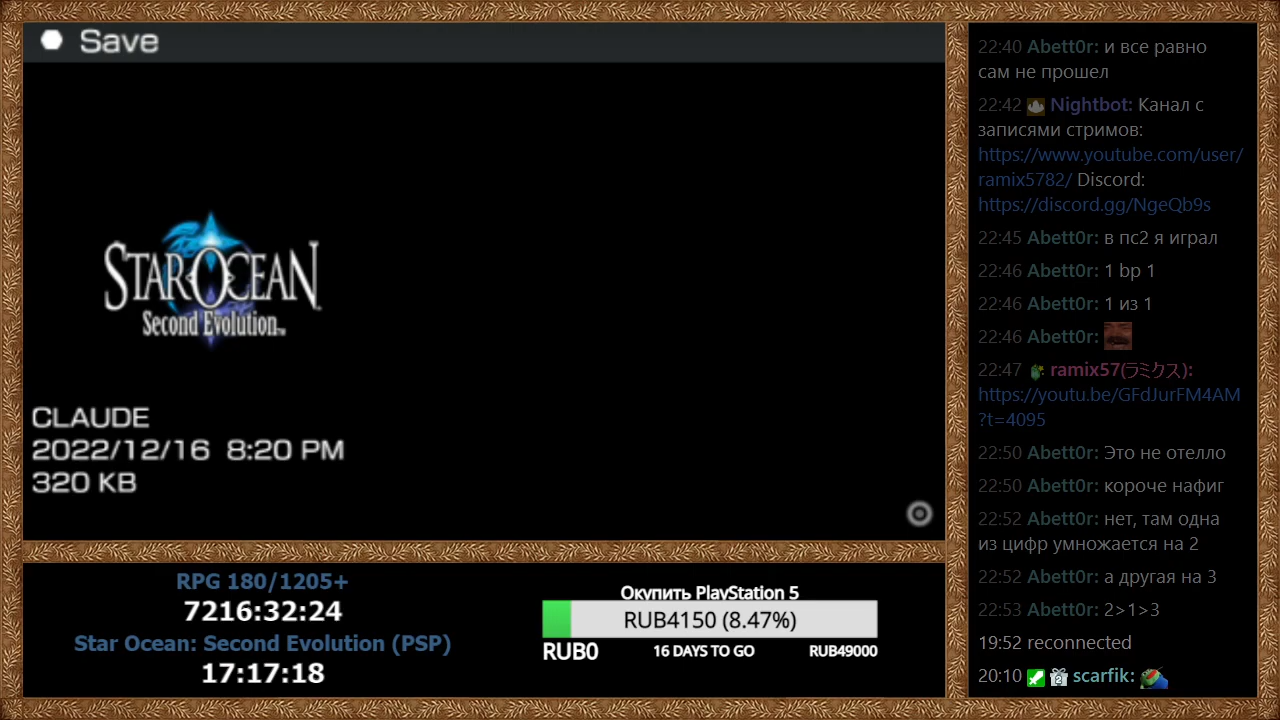 Save
STAR OCEAN
Second Evolution™
CLAUDE
2022/12/16 8:20 PM
320 KB
RPG 180/1205+
7216:32:24
Star Ocean: Second Evolution (PSP)
17:17:18
Окупить PlayStation 5
RUB4150 (8.47%)
RUB0
16 DAYS TO GO
RUB49000
22:40 Abett0r: и все равно
сам не прошел
22:42 Nightbot: Канал с
записями стримов:
https://www.youtube.com/user/
ramix5782/ Discord:
https://discord.gg/NgeQb9s
22:45 Abett0r: в пс2 я играл
22:46 Abett0r: 1 bp 1
22:46 Abett0r: 1 из 1
22:46 Abett0r:
22:47 ramix57(ラミクス):
https://youtu.be/GFdJurFM4AM
?t=4095
22:50 Abett0r: Это не отелло
22:50 Abett0r: короче нафиг
22:52 Abett0r: нет, там одна
из цифр умножается на 2
22:52 Abett0r: а другая на 3
22:53 Abett0r: 2>1>3
19:52 reconnected
20:10 2 scarfik: